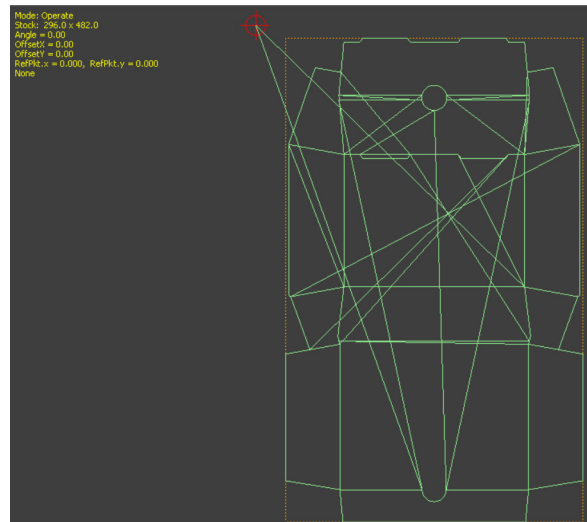 Mode: Operate
Stock: 296.0 x 482.0
Angle = 0.00
OffsetX = 0.00
OffsetY = 0.00
RefPkt.x = 0.000, RefPkt.y = 0.000
None